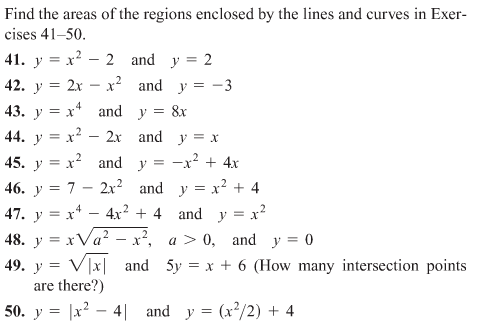 Find the areas of the regions enclosed by the lines and curves in Exer-
cises 41–50.
41. y = x² − 2 and y = 2
42. y = 2x − x² and y = −3
43. y = x⁴ and y = 8x
44. y = x² − 2x and y = x
45. y = x² and y = −x² + 4x
46. y = 7 − 2x² and y = x² + 4
47. y = x⁴ − 4x² + 4 and y = x²
48. y = x√(a² − x²), a > 0, and y = 0
49. y = √|x| and 5y = x + 6 (How many intersection points
are there?)
50. y = |x² − 4| and y = (x²/2) + 4